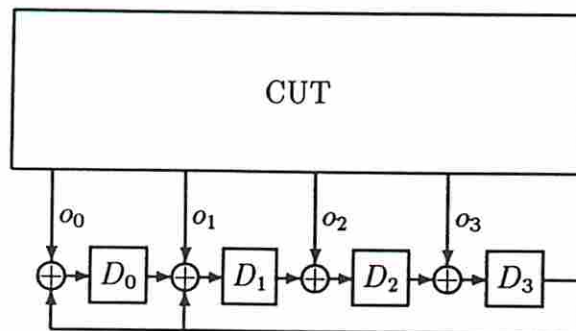 CUT
o₀ o₁ o₂ o₃
D₀ D₁ D₂ D₃